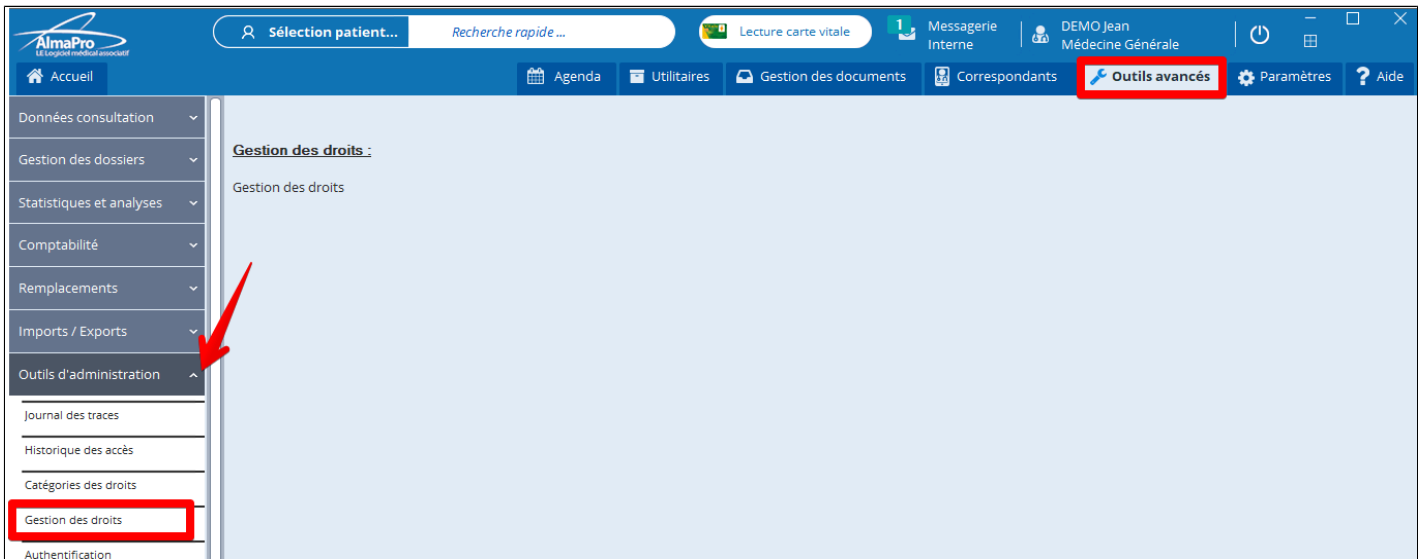 AlmaPro
LE Logiciel médical associatif
Sélection patient...
Recherche rapide ...
Lecture carte vitale
1
Messagerie
Interne
DEMO Jean
Médecine Générale
Accueil
Agenda
Utilitaires
Gestion des documents
Correspondants
Outils avancés
Paramètres
? Aide
Données consultation
Gestion des dossiers
Statistiques et analyses
Comptabilité
Remplacements
Imports / Exports
Outils d'administration
Journal des traces
Historique des accès
Catégories des droits
Gestion des droits
Authentification
Gestion des droits :
Gestion des droits